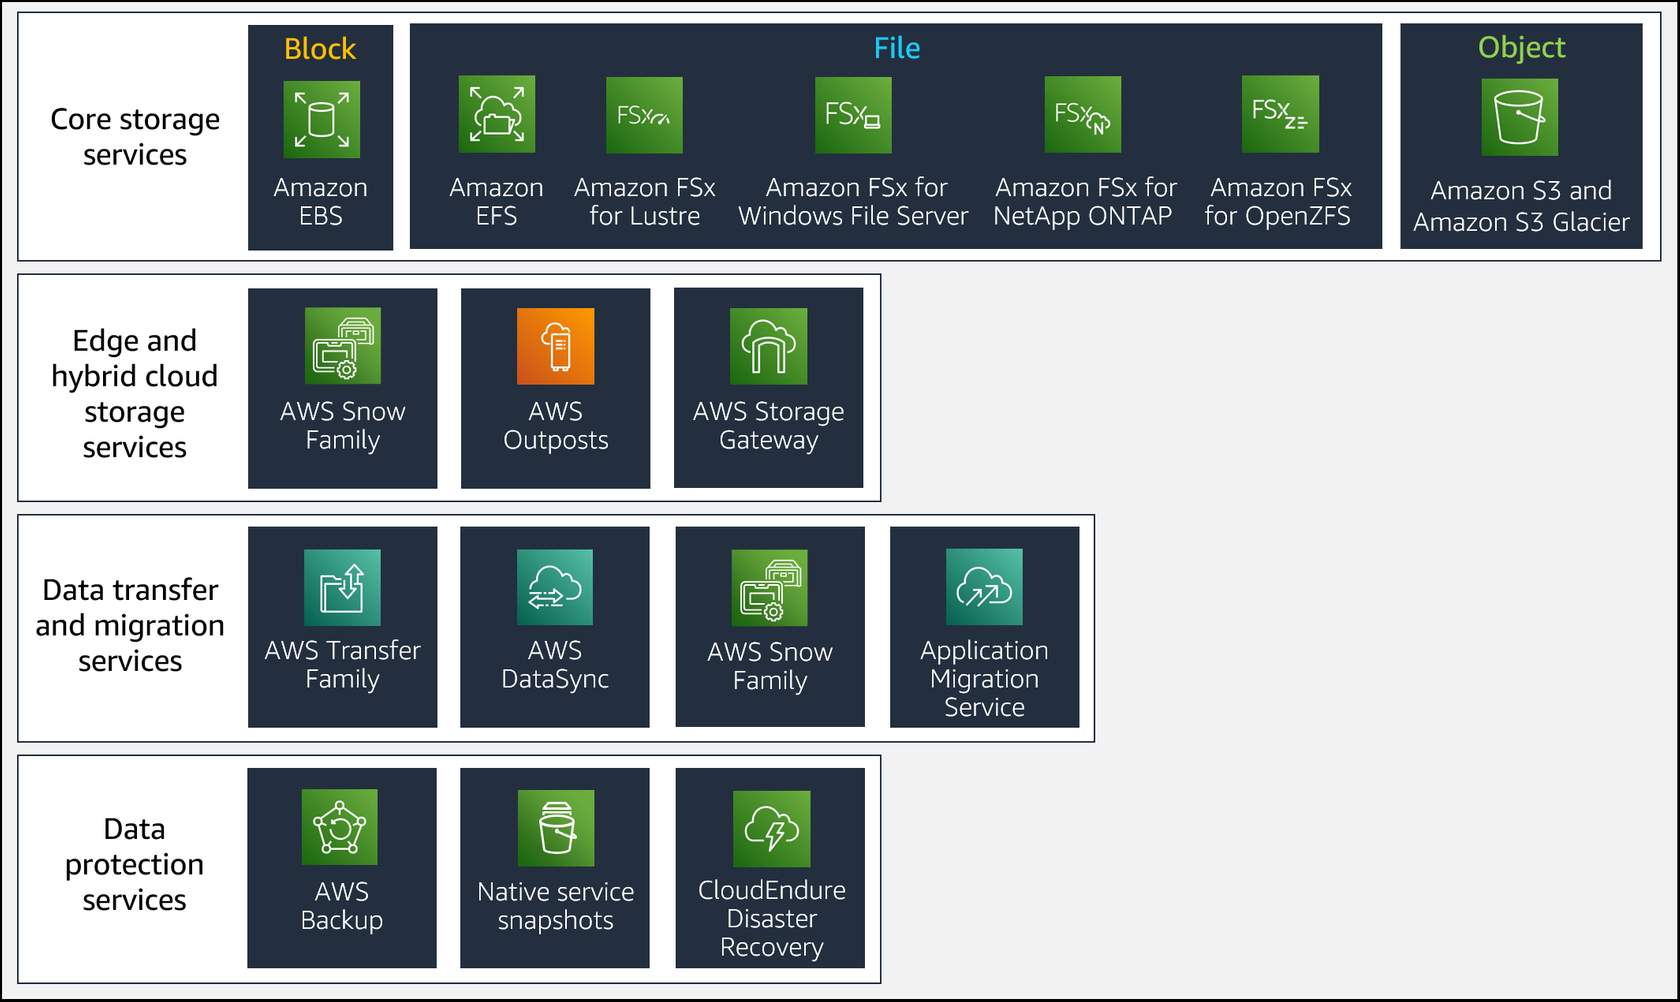 Core storage
services
Block
Amazon
EBS
File
Amazon
EFS
FSx
Amazon FSx
for Lustre
FSx
Amazon FSx for
Windows File Server
FSx
N
Amazon FSx for
NetApp ONTAP
FSx
Z
Amazon FSx
for OpenZFS
Object
Amazon S3 and
Amazon S3 Glacier
Edge and
hybrid cloud
storage
services
AWS Snow
Family
AWS
Outposts
AWS Storage
Gateway
Data transfer
and migration
services
AWS Transfer
Family
AWS
DataSync
AWS Snow
Family
Application
Migration
Service
Data
protection
services
AWS
Backup
Native service
snapshots
CloudEndure
Disaster
Recovery